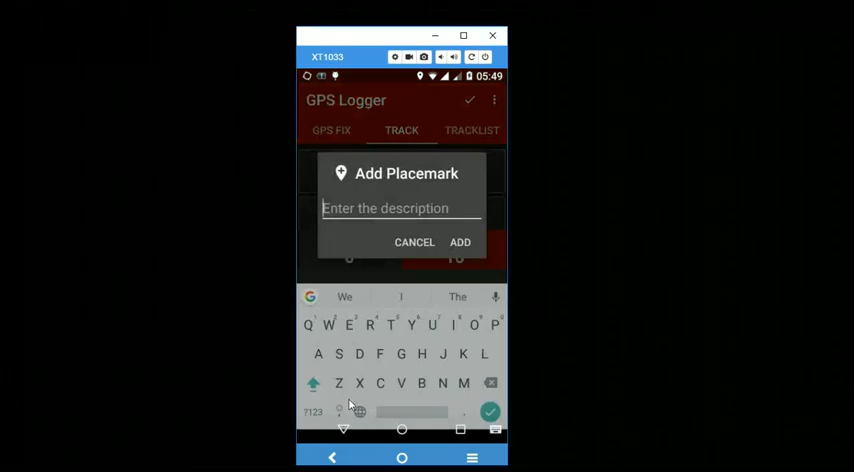 XT1033
05:49
GPS Logger
GPS FIX TRACK TRACKLIST
Add Placemark
Enter the description
CANCEL ADD
We I The
Q W E R T Y U I O P
A S D F G H J K L
Z X C V B N M
?123 , .